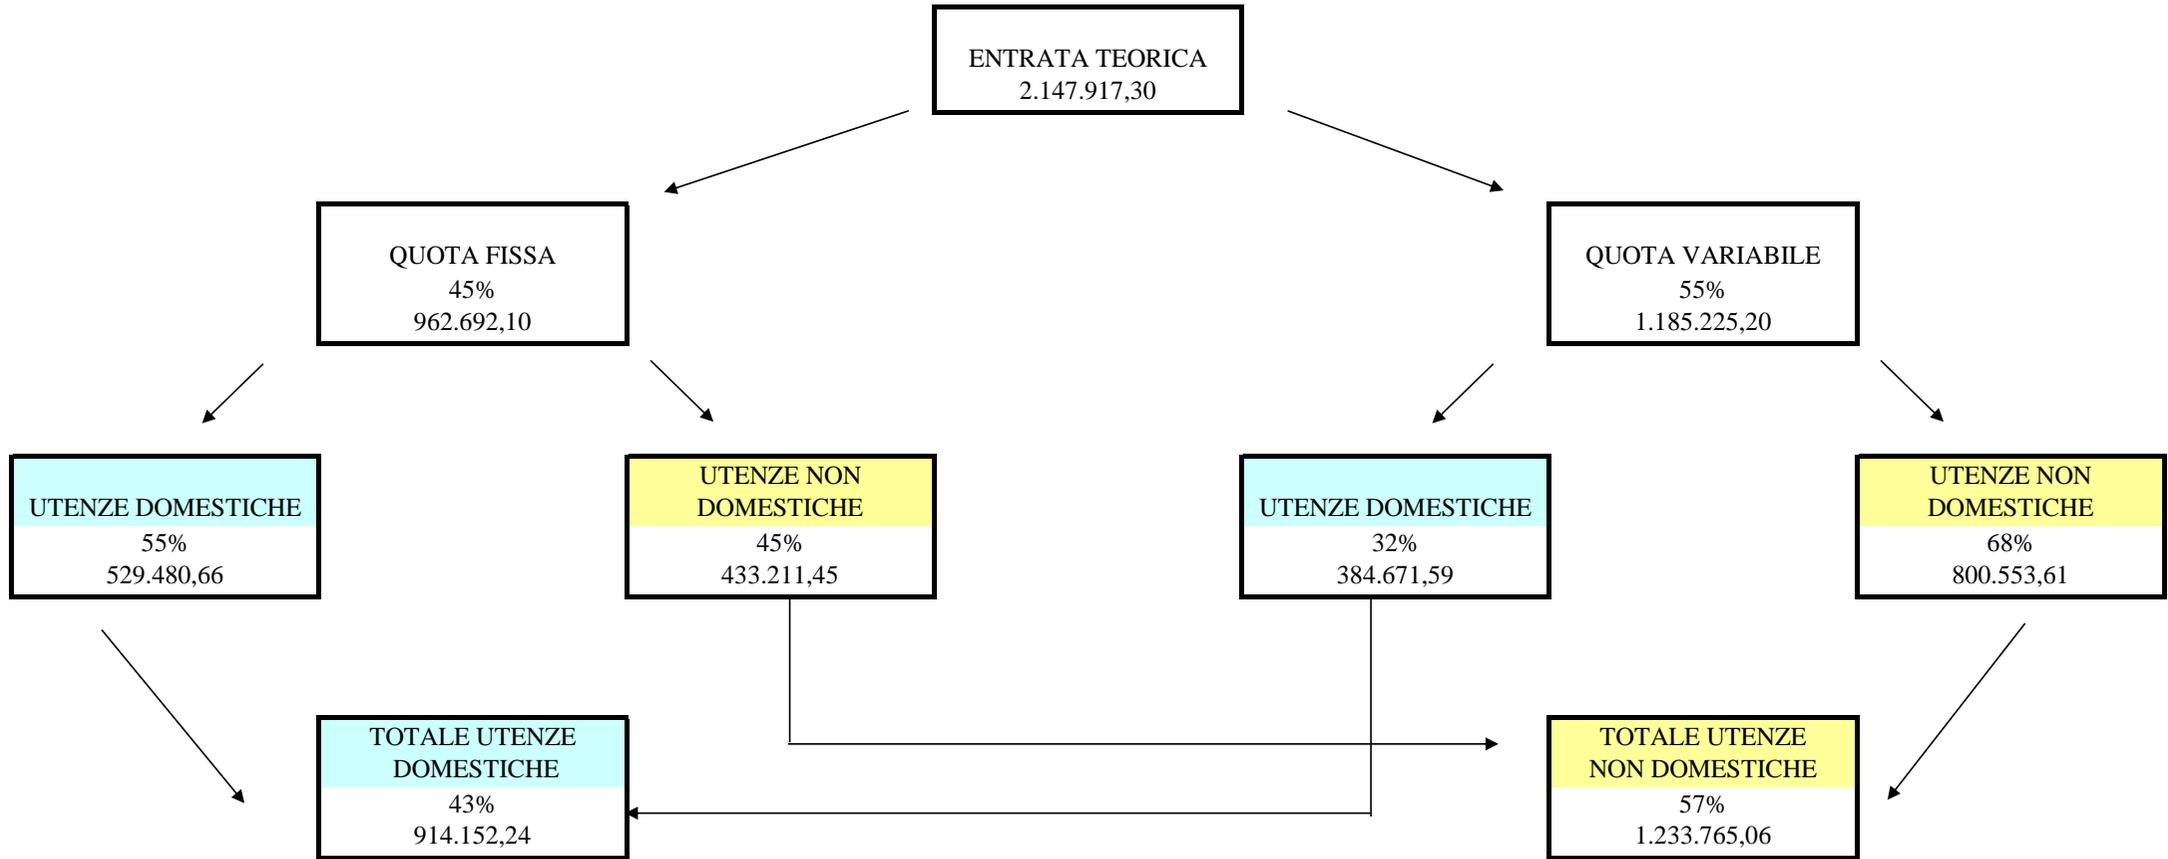 ENTRATA TEORICA
2.147.917,30
QUOTA FISSA
45%
962.692,10
QUOTA VARIABILE
55%
1.185.225,20
UTENZE DOMESTICHE
55%
529.480,66
UTENZE NON
DOMESTICHE
45%
433.211,45
UTENZE DOMESTICHE
32%
384.671,59
UTENZE NON
DOMESTICHE
68%
800.553,61
TOTALE UTENZE
DOMESTICHE
43%
914.152,24
TOTALE UTENZE
NON DOMESTICHE
57%
1.233.765,06